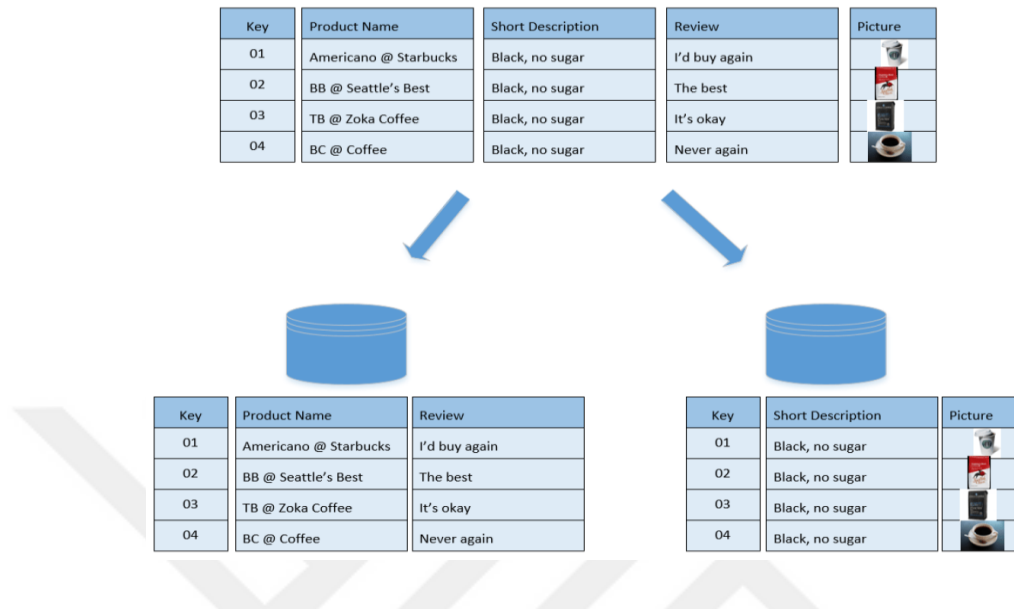 Key Product Name Short Description Review Picture
01 Americano @ Starbucks Black, no sugar I'd buy again
02 BB @ Seattle's Best Black, no sugar The best
03 TB @ Zoka Coffee Black, no sugar It's okay
04 BC @ Coffee Black, no sugar Never again
Key Product Name Review
01 Americano @ Starbucks I'd buy again
02 BB @ Seattle's Best The best
03 TB @ Zoka Coffee It's okay
04 BC @ Coffee Never again
Key Short Description Picture
01 Black, no sugar
02 Black, no sugar
03 Black, no sugar
04 Black, no sugar